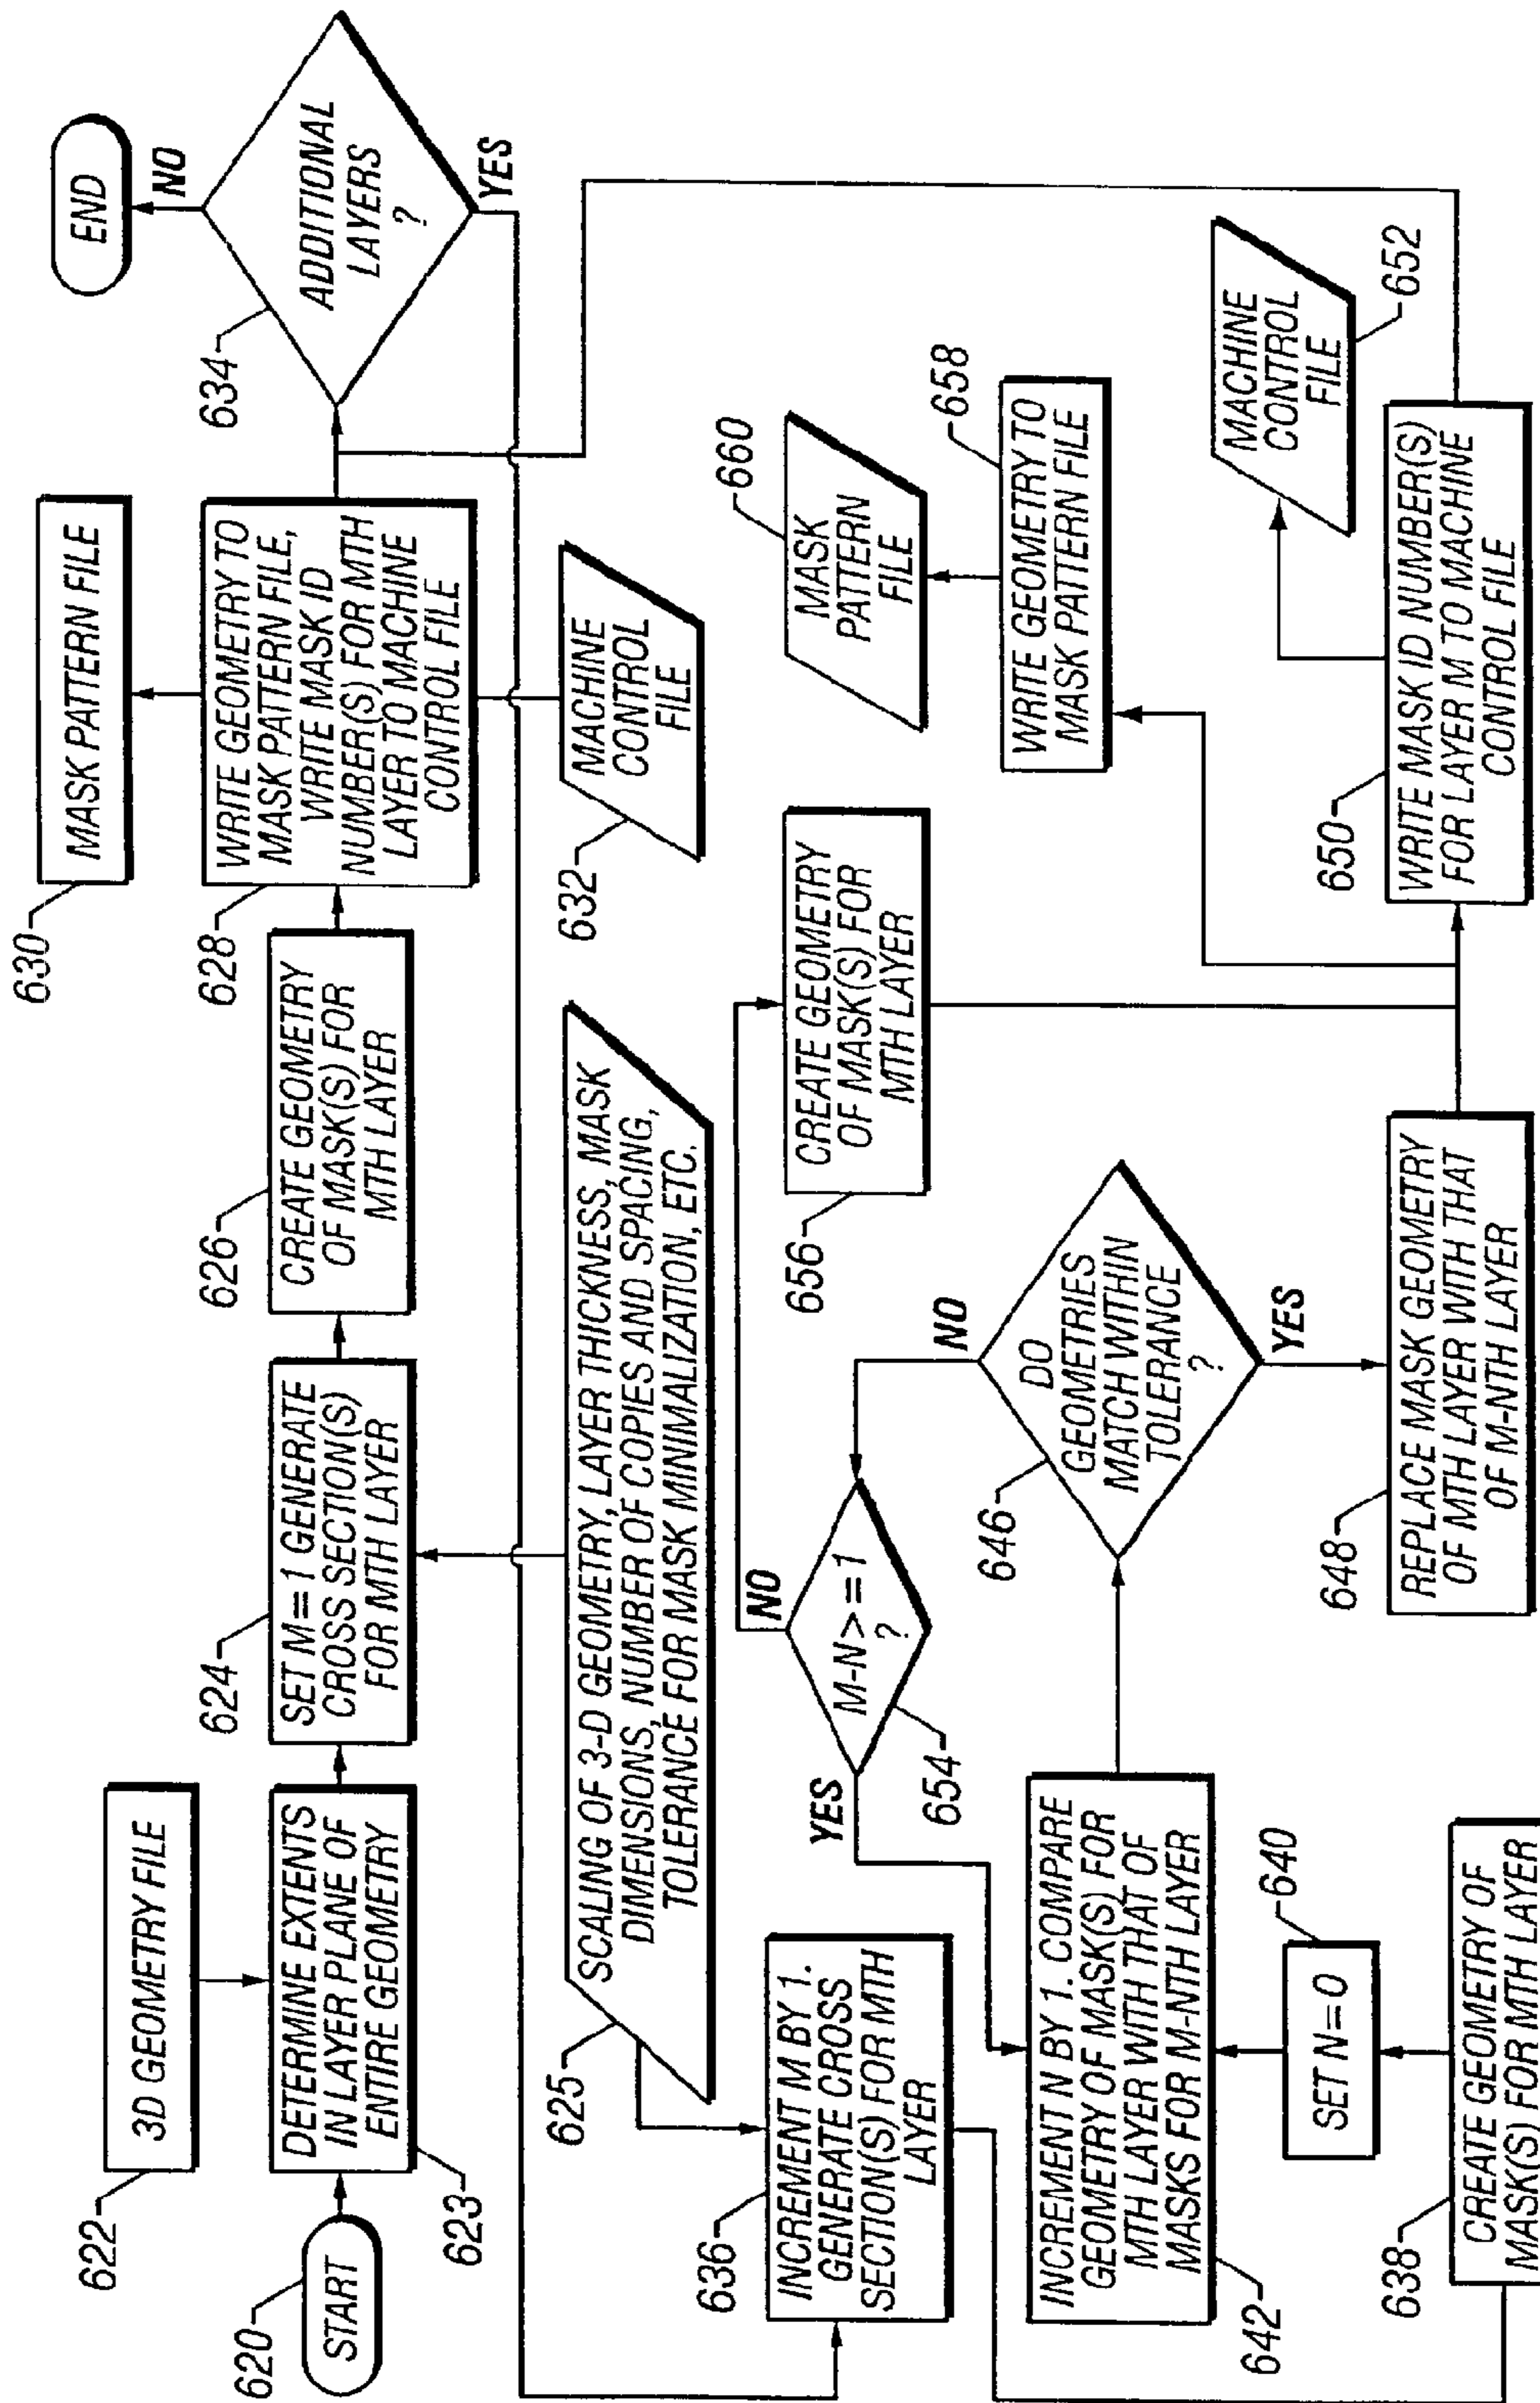 620
START
622
3D GEOMETRY FILE
623
DETERMINE EXTENTS
IN LAYER PLANE OF
ENTIRE GEOMETRY
624
SET M=1 GENERATE
CROSS SECTION(S)
FOR MTH LAYER
626
CREATE GEOMETRY
OF MASK(S) FOR
MTH LAYER
628
WRITE GEOMETRY TO
MASK PATTERN FILE,
WRITE MASK ID
NUMBER(S) FOR MTH
LAYER TO MACHINE
CONTROL FILE
630
MASK PATTERN FILE
632
MACHINE
CONTROL
FILE
634
ADDITIONAL
LAYERS
?
NO
END
YES
625
SCALING OF 3-D GEOMETRY, LAYER THICKNESS, MASK
DIMENSIONS, NUMBER OF COPIES AND SPACING,
TOLERANCE FOR MASK MINIMALIZATION, ETC.
636
INCREMENT M BY 1.
GENERATE CROSS
SECTION(S) FOR MTH
LAYER
638
CREATE GEOMETRY OF
MASK(S) FOR MTH LAYER
640
SET N=0
642
INCREMENT N BY 1. COMPARE
GEOMETRY OF MASK(S) FOR
MTH LAYER WITH THAT OF
MASKS FOR M-NTH LAYER
646
DO
GEOMETRIES
MATCH WITHIN
TOLERANCE
?
NO
YES
654
M-N>=1
?
YES
NO
656
CREATE GEOMETRY
OF MASK(S) FOR
MTH LAYER
648
REPLACE MASK GEOMETRY
OF MTH LAYER WITH THAT
OF M-NTH LAYER
658
WRITE GEOMETRY TO
MASK PATTERN FILE
660
MASK
PATTERN
FILE
650
WRITE MASK ID NUMBER(S)
FOR LAYER M TO MACHINE
CONTROL FILE
652
MACHINE
CONTROL
FILE